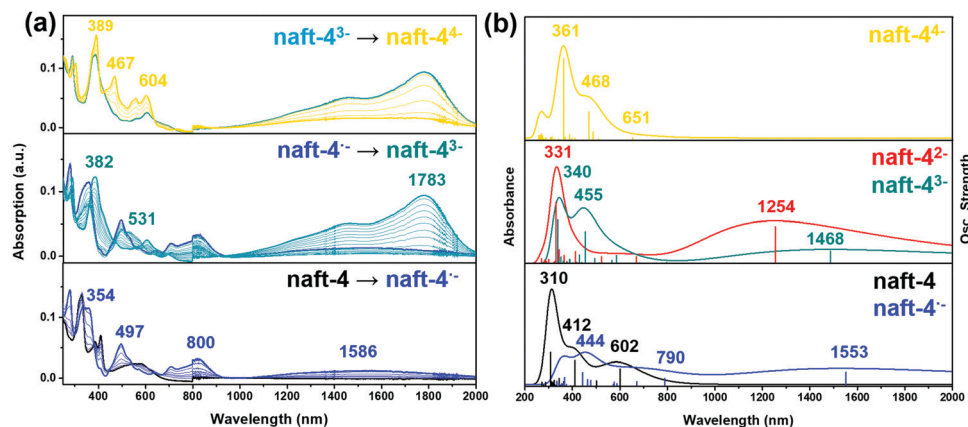 (a)
389
467
604
naft-4³⁻ → naft-4⁴⁻
0.1
0.0
382
531
1783
naft-4·⁻ → naft-4³⁻
0.1
0.0
354
497
800
1586
naft-4 → naft-4·⁻
0.1
0.0
400 600 800 1000 1200 1400 1600 1800 2000
Wavelength (nm)
Absorption (a.u.)
(b)
361
468
651
naft-4⁴⁻
331
340
455
1254
1468
naft-4²⁻
naft-4³⁻
310
412
444
602
790
1553
naft-4
naft-4·⁻
200 400 600 800 1000 1200 1400 1600 1800 2000
Wavelength (nm)
Absorbance
Osc. Strength